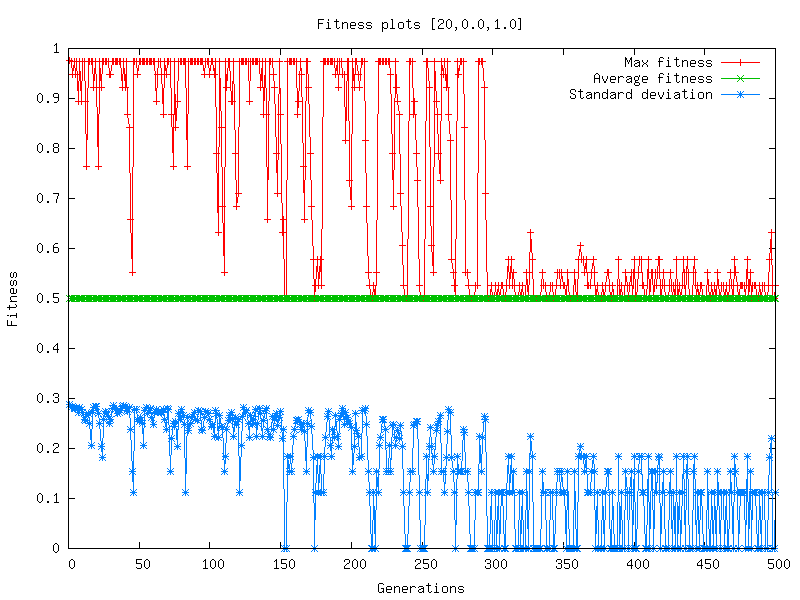 Fitness plots [20,0.0,1.0]
1
0.9
0.8
0.7
0.6
0.5
0.4
0.3
0.2
0.1
0
Fitness
Max fitness
Average fitness
Standard deviation
0 50 100 150 200 250 300 350 400 450 500
Generations